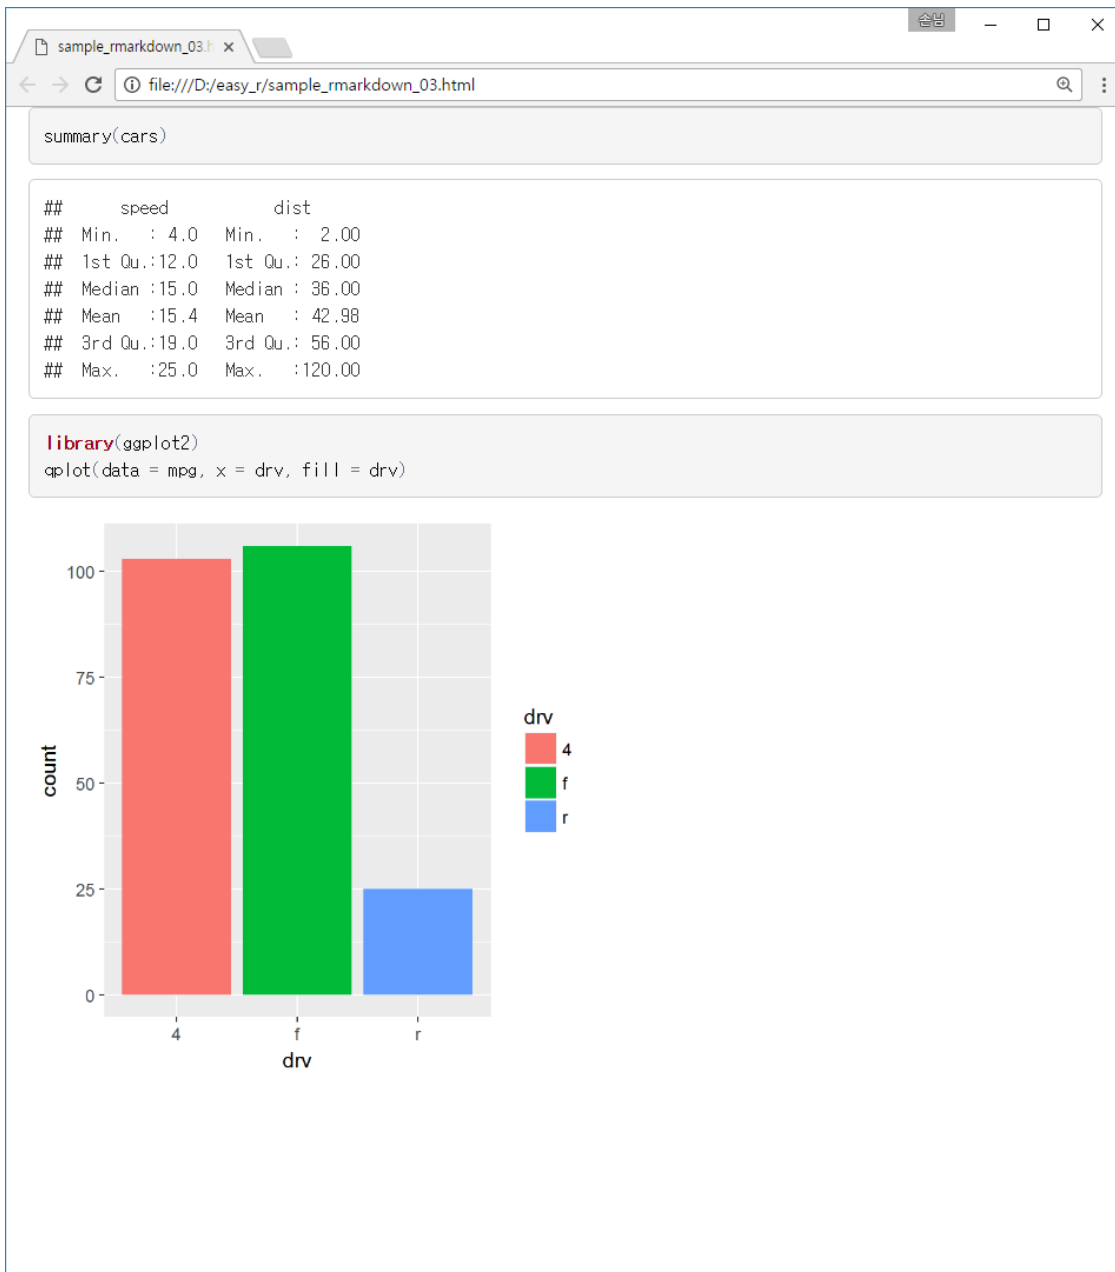 손님
sample_rmarkdown_03.h
file:///D:/easy_r/sample_rmarkdown_03.html
summary(cars)
##      speed           dist
##  Min.   : 4.0   Min.   :  2.00
##  1st Qu.:12.0   1st Qu.: 26.00
##  Median :15.0   Median : 36.00
##  Mean   :15.4   Mean   : 42.98
##  3rd Qu.:19.0   3rd Qu.: 56.00
##  Max.   :25.0   Max.   :120.00
library(ggplot2)
qplot(data = mpg, x = drv, fill = drv)
100
75
50
25
0
count
4 f r
drv
drv
4
f
r